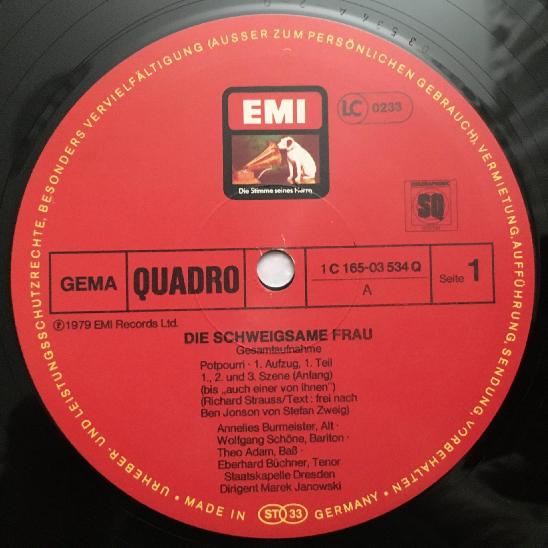 URHEBER- UND LEISTUNGSSCHUTZRECHTE, BESONDERS VERVIELFÄLTIGUNG (AUSSER ZUM PERSÖNLICHEN GEBRAUCH), VERMIETUNG, AUFFÜHRUNG, SENDUNG, VORBEHALTEN
EMI
LC 0233
Die Stimme seines Herrn
SQ
GEMA
QUADRO
1 C 165-03 534 Q
A
Seite 1
℗ 1979 EMI Records Ltd.
DIE SCHWEIGSAME FRAU
Gesamtaufnahme
Potpourri · 1. Aufzug, 1. Teil
1., 2. und 3. Szene (Anfang)
(bis „auch einer von ihnen")
(Richard Strauss/Text: frei nach
Ben Jonson von Stefan Zweig)
Annelies Burmeister, Alt ·
Wolfgang Schöne, Bariton ·
Theo Adam, Baß ·
Eberhard Büchner, Tenor
Staatskapelle Dresden
Dirigent Marek Janowski
• MADE IN ST 33 GERMANY •